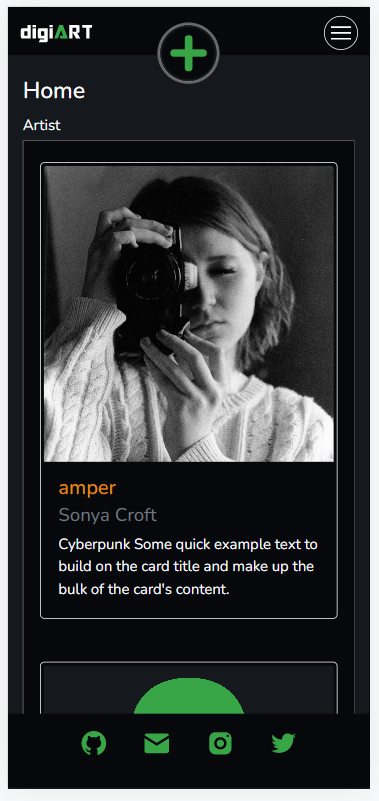 digiART
Home
Artist
amper
Sonya Croft
Cyberpunk Some quick example text to
build on the card title and make up the
bulk of the card's content.